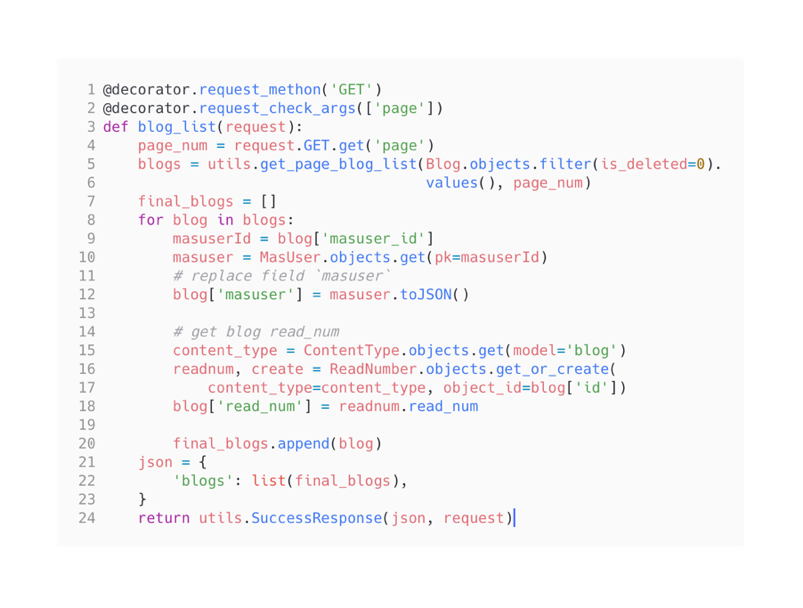 1 @decorator.request_methon('GET')
2 @decorator.request_check_args(['page'])
3 def blog_list(request):
4     page_num = request.GET.get('page')
5     blogs = utils.get_page_blog_list(Blog.objects.filter(is_deleted=0).
6                                      values(), page_num)
7     final_blogs = []
8     for blog in blogs:
9         masuserId = blog['masuser_id']
10         masuser = MasUser.objects.get(pk=masuserId)
11         # replace field `masuser`
12         blog['masuser'] = masuser.toJSON()
13
14         # get blog read_num
15         content_type = ContentType.objects.get(model='blog')
16         readnum, create = ReadNumber.objects.get_or_create(
17             content_type=content_type, object_id=blog['id'])
18         blog['read_num'] = readnum.read_num
19
20         final_blogs.append(blog)
21     json = {
22         'blogs': list(final_blogs),
23     }
24     return utils.SuccessResponse(json, request)